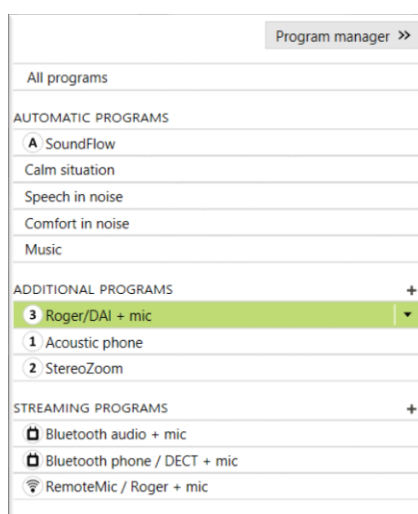 Program manager >>
All programs
AUTOMATIC PROGRAMS
A SoundFlow
Calm situation
Speech in noise
Comfort in noise
Music
ADDITIONAL PROGRAMS +
3 Roger/DAI + mic
1 Acoustic phone
2 StereoZoom
STREAMING PROGRAMS +
Bluetooth audio + mic
Bluetooth phone / DECT + mic
RemoteMic / Roger + mic